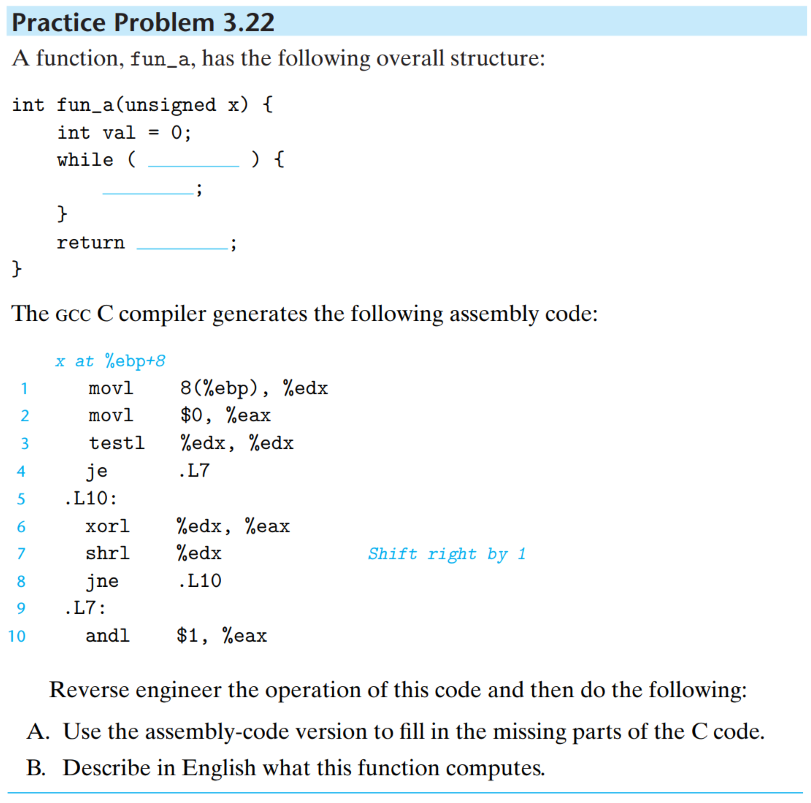 Practice Problem 3.22
A function, fun_a, has the following overall structure:
int fun_a(unsigned x) {
    int val = 0;
    while ( ________ ) {
        ________;
    }
    return ________;
}
The GCC C compiler generates the following assembly code:
x at %ebp+8
1 movl 8(%ebp), %edx
2 movl $0, %eax
3 testl %edx, %edx
4 je .L7
5 .L10:
6 xorl %edx, %eax
7 shrl %edx Shift right by 1
8 jne .L10
9 .L7:
10 andl $1, %eax
Reverse engineer the operation of this code and then do the following:
A. Use the assembly-code version to fill in the missing parts of the C code.
B. Describe in English what this function computes.